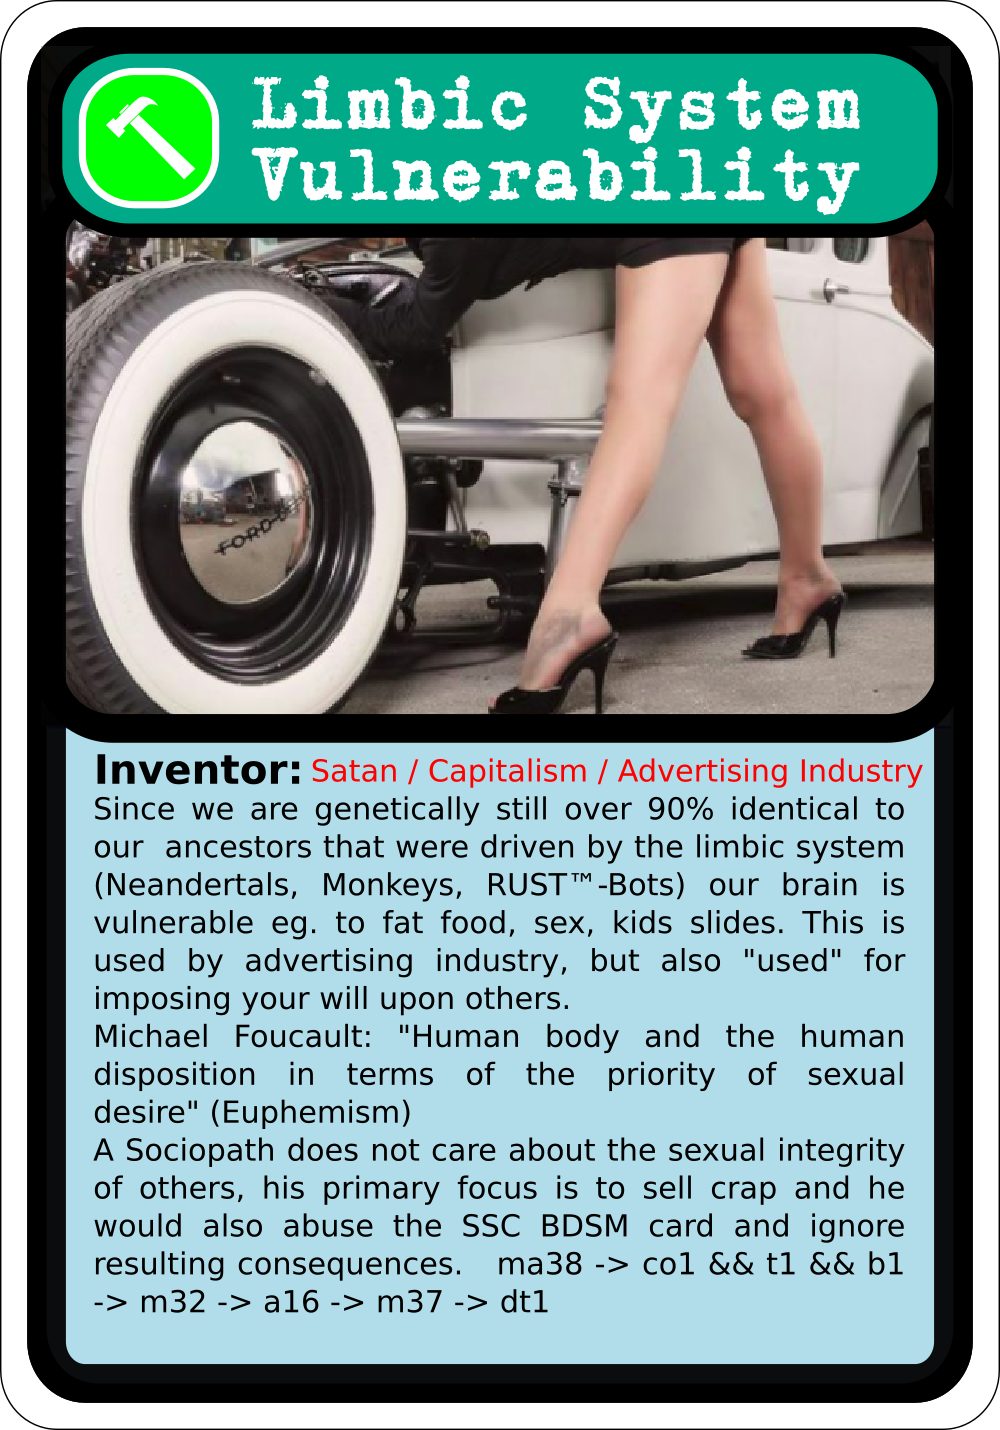 Limbic System
Vulnerability
FORD
Inventor: Satan / Capitalism / Advertising Industry
Since we are genetically still over 90% identical to
our ancestors that were driven by the limbic system
(Neandertals, Monkeys, RUST™-Bots) our brain is
vulnerable eg. to fat food, sex, kids slides. This is
used by advertising industry, but also "used" for
imposing your will upon others.
Michael Foucault: "Human body and the human
disposition in terms of the priority of sexual
desire" (Euphemism)
A Sociopath does not care about the sexual integrity
of others, his primary focus is to sell crap and he
would also abuse the SSC BDSM card and ignore
resulting consequences. ma38 -> co1 && t1 && b1
-> m32 -> a16 -> m37 -> dt1